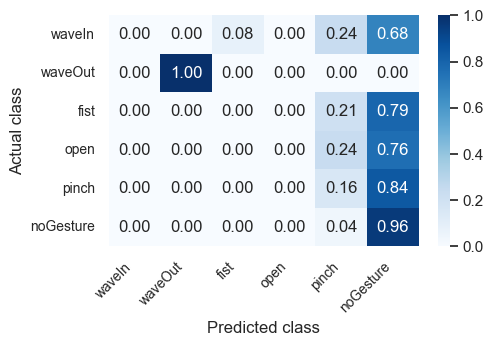 waveIn 0.00 0.00 0.08 0.00 0.24 0.68
waveOut 0.00 1.00 0.00 0.00 0.00 0.00
fist 0.00 0.00 0.00 0.00 0.21 0.79
open 0.00 0.00 0.00 0.00 0.24 0.76
pinch 0.00 0.00 0.00 0.00 0.16 0.84
noGesture 0.00 0.00 0.00 0.00 0.04 0.96
Actual class
waveIn waveOut fist open pinch noGesture
Predicted class
1.0
0.8
0.6
0.4
0.2
0.0